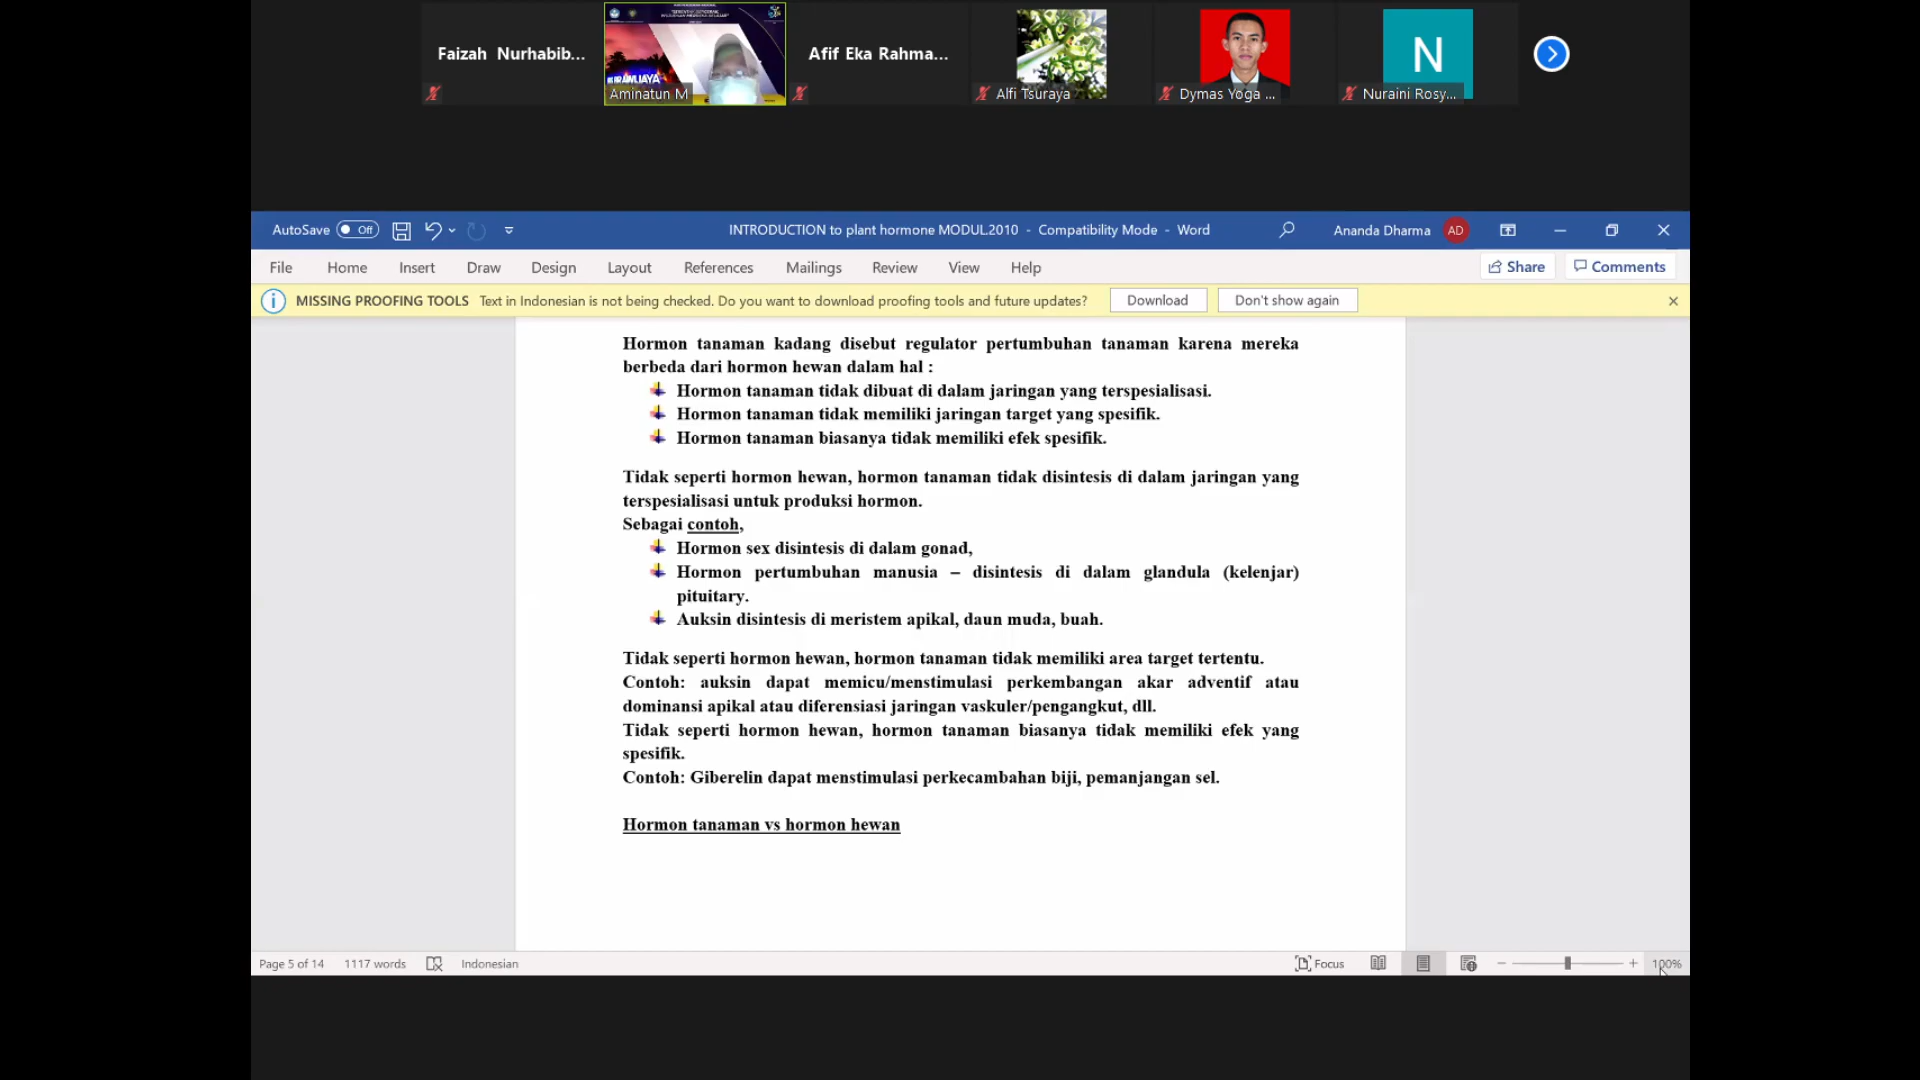 Faizah Nurhabib...
Aminatun M
Afif Eka Rahma...
Alfi Tsuraya
Dymas Yoga ...
N
Nuraini Rosy...
AutoSave Off
INTRODUCTION to plant hormone MODUL.2010 - Compatibility Mode - Word
Ananda Dharma AD
File Home Insert Draw Design Layout References Mailings Review View Help Share Comments
MISSING PROOFING TOOLS Text in Indonesian is not being checked. Do you want to download proofing tools and future updates? Download Don't show again
Hormon tanaman kadang disebut regulator pertumbuhan tanaman karena mereka
berbeda dari hormon hewan dalam hal :
Hormon tanaman tidak dibuat di dalam jaringan yang terspesialisasi.
Hormon tanaman tidak memiliki jaringan target yang spesifik.
Hormon tanaman biasanya tidak memiliki efek spesifik.
Tidak seperti hormon hewan, hormon tanaman tidak disintesis di dalam jaringan yang
terspesialisasi untuk produksi hormon.
Sebagai contoh,
Hormon sex disintesis di dalam gonad,
Hormon pertumbuhan manusia – disintesis di dalam glandula (kelenjar)
pituitary.
Auksin disintesis di meristem apikal, daun muda, buah.
Tidak seperti hormon hewan, hormon tanaman tidak memiliki area target tertentu.
Contoh: auksin dapat memicu/menstimulasi perkembangan akar adventif atau
dominansi apikal atau diferensiasi jaringan vaskuler/pengangkut, dll.
Tidak seperti hormon hewan, hormon tanaman biasanya tidak memiliki efek yang
spesifik.
Contoh: Giberelin dapat menstimulasi perkecambahan biji, pemanjangan sel.
Hormon tanaman vs hormon hewan
Page 5 of 14 1117 words Indonesian Focus 100%